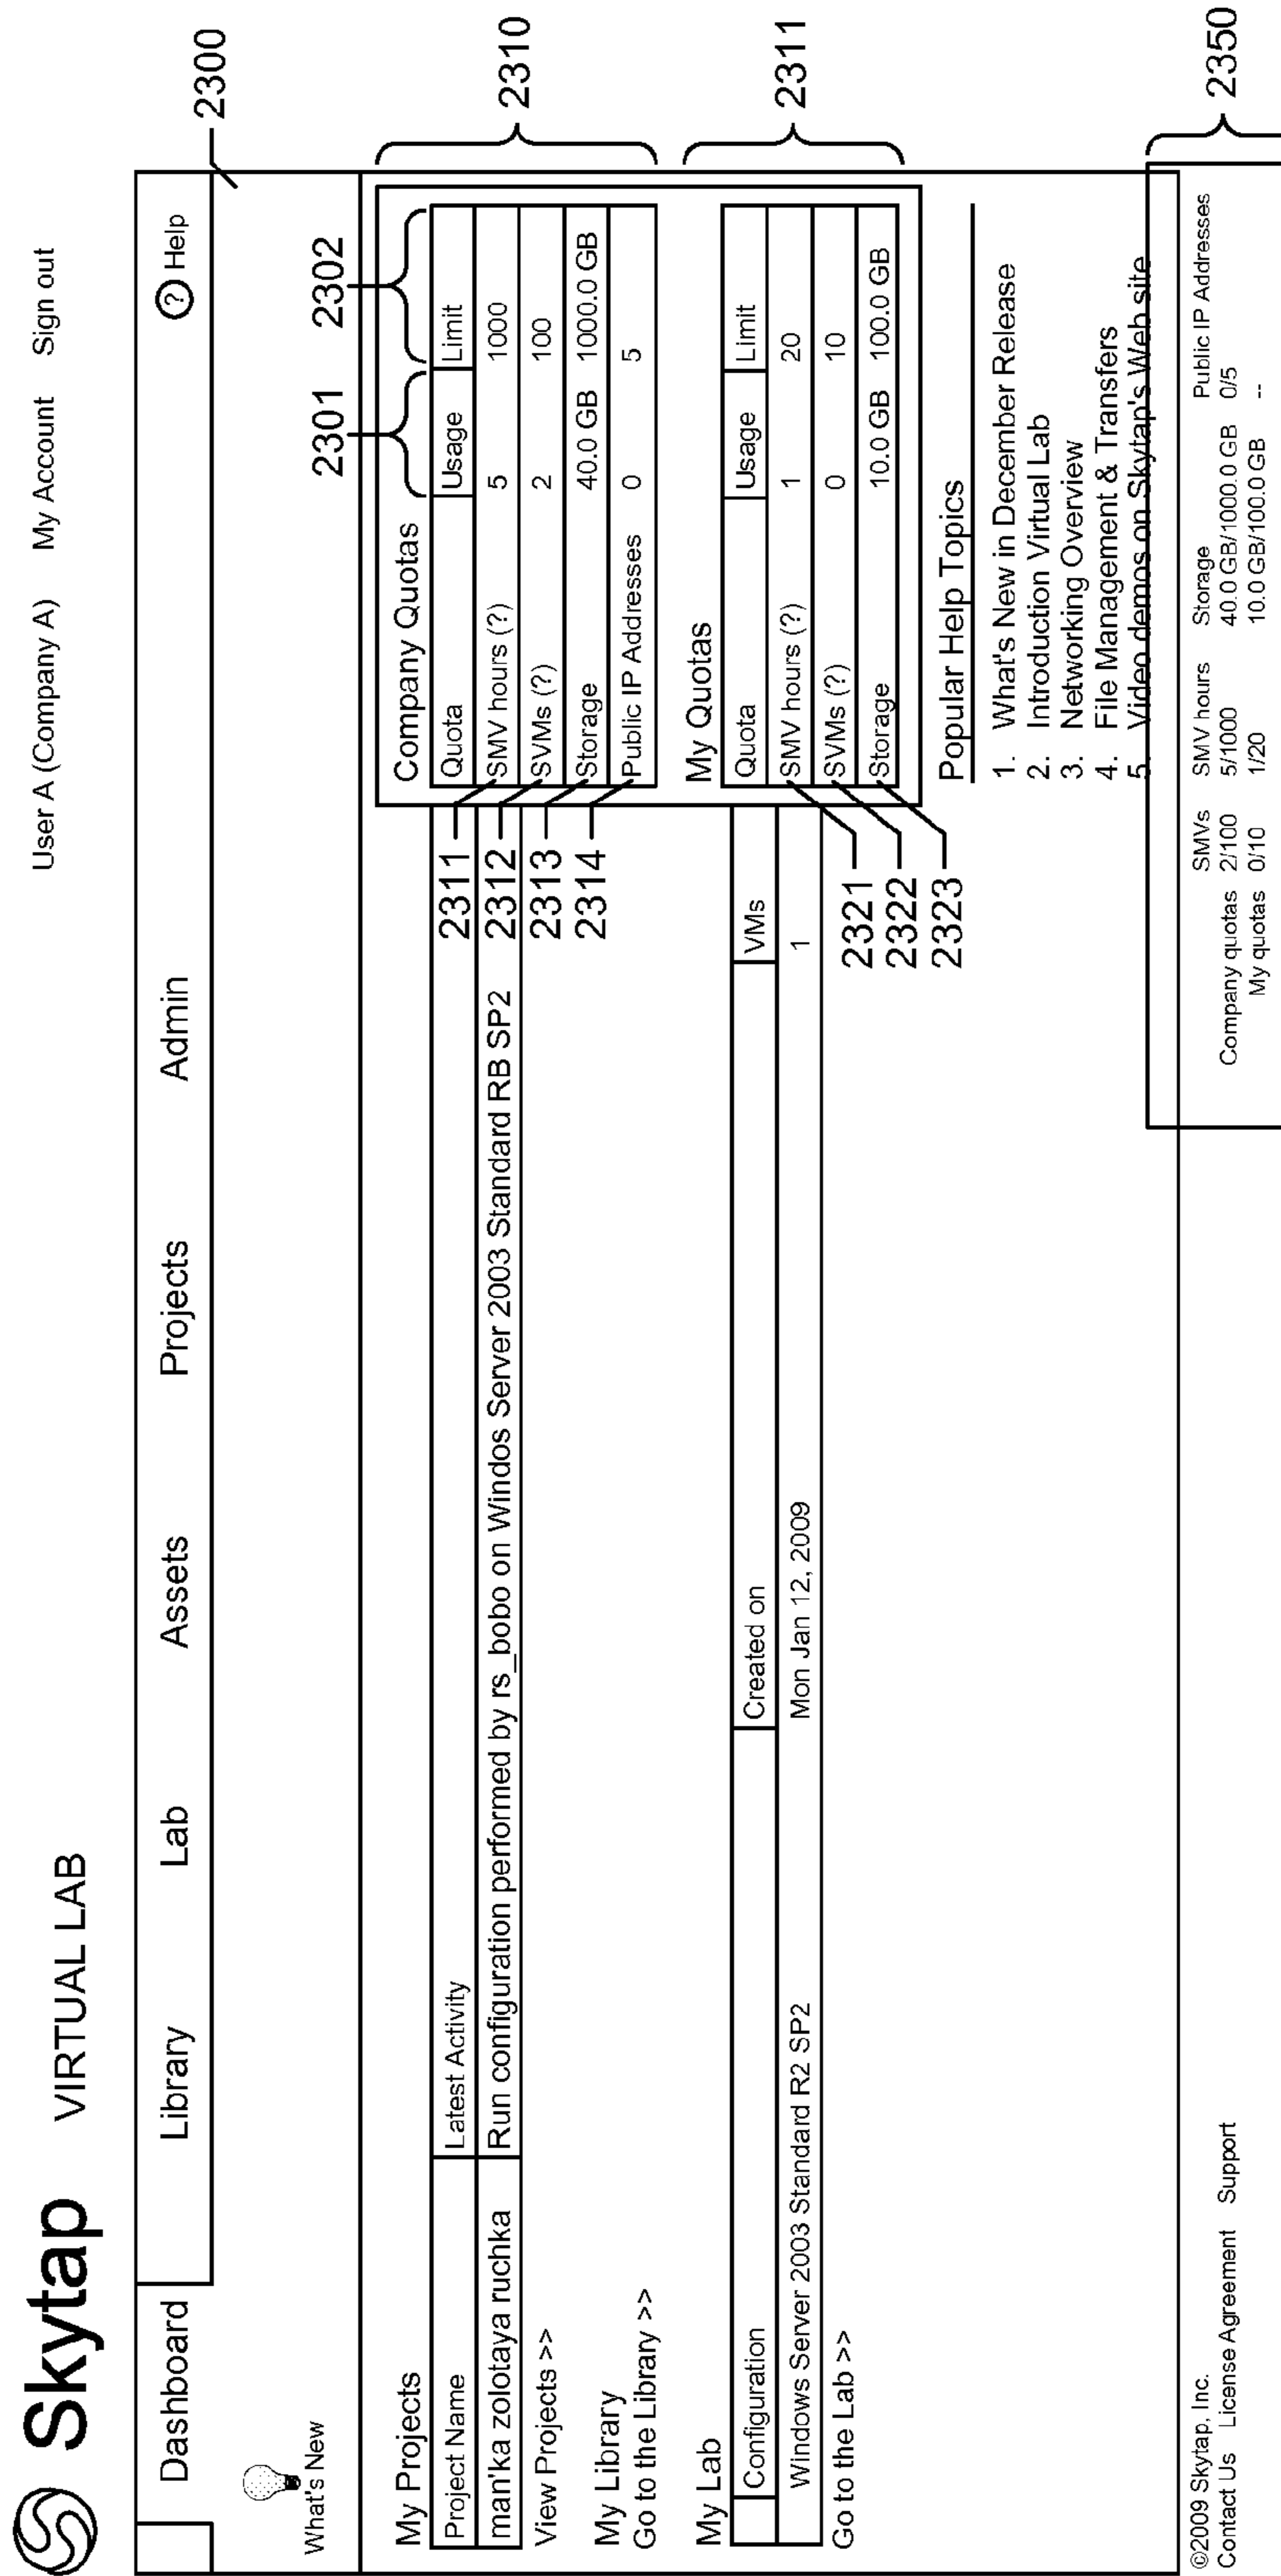 Skytap VIRTUAL LAB
User A (Company A) My Account Sign out
Dashboard Library Lab Assets Projects Admin ? Help
2300
What's New
2301 2302
My Projects
Project Name Latest Activity
man'ka zolotaya ruchka Run configuration performed by rs_bobo on Windos Server 2003 Standard RB SP2
View Projects >>
My Library
Go to the Library >>
My Lab
Configuration Created on VMs
Windows Server 2003 Standard R2 SP2 Mon Jan 12, 2009 1
Go to the Lab >>
Company Quotas
Quota Usage Limit
2311 SMV hours (?) 5 1000
2312 SVMs (?) 2 100
2313 Storage 40.0 GB 1000.0 GB
2314 Public IP Addresses 0 5
2310
My Quotas
Quota Usage Limit
2321 SMV hours (?) 1 20
2322 SVMs (?) 0 10
2323 Storage 10.0 GB 100.0 GB
2311
Popular Help Topics
1. What's New in December Release
2. Introduction Virtual Lab
3. Networking Overview
4. File Management & Transfers
5. Video demos on Skytap's Web site
©2009 Skytap, Inc.
Contact Us License Agreement Support
SMVs SMV hours Storage Public IP Addresses
Company quotas 2/100 5/1000 40.0 GB/1000.0 GB 0/5
My quotas 0/10 1/20 10.0 GB/100.0 GB --
2350